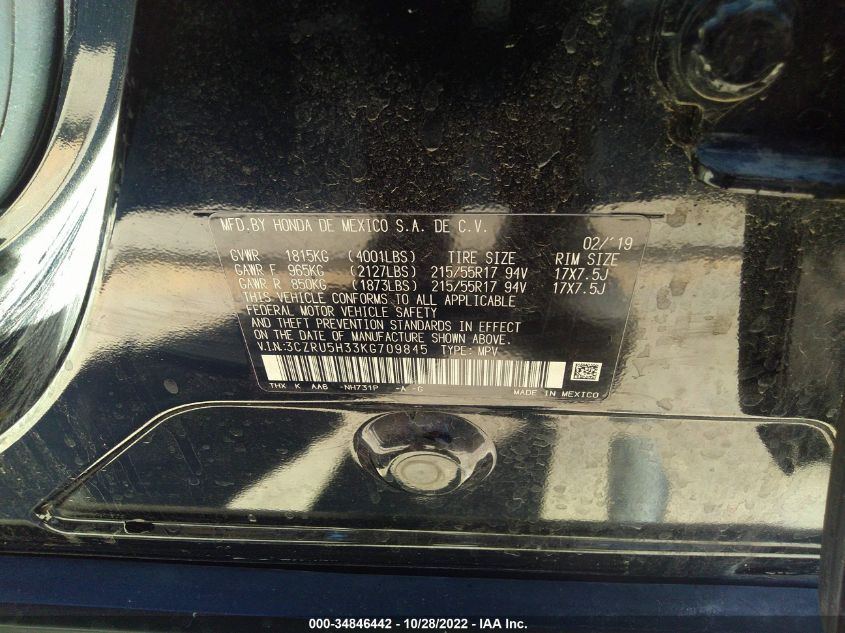 MFD.BY HONDA DE MEXICO S.A. DE C.V.
02/'19
GVWR 1815KG (4001LBS) TIRE SIZE RIM SIZE
GAWR F 965KG (2127LBS) 215/55R17 94V 17X7.5J
GAWR R 850KG (1873LBS) 215/55R17 94V 17X7.5J
THIS VEHICLE CONFORMS TO ALL APPLICABLE
FEDERAL MOTOR VEHICLE SAFETY
AND THEFT PREVENTION STANDARDS IN EFFECT
ON THE DATE OF MANUFACTURE SHOWN ABOVE.
V.I.N:3CZRU5H33KG709845 TYPE: MPV
THX K AAB -NH731P -A -G MADE IN MEXICO
000-34846442 - 10/28/2022 - IAA Inc.